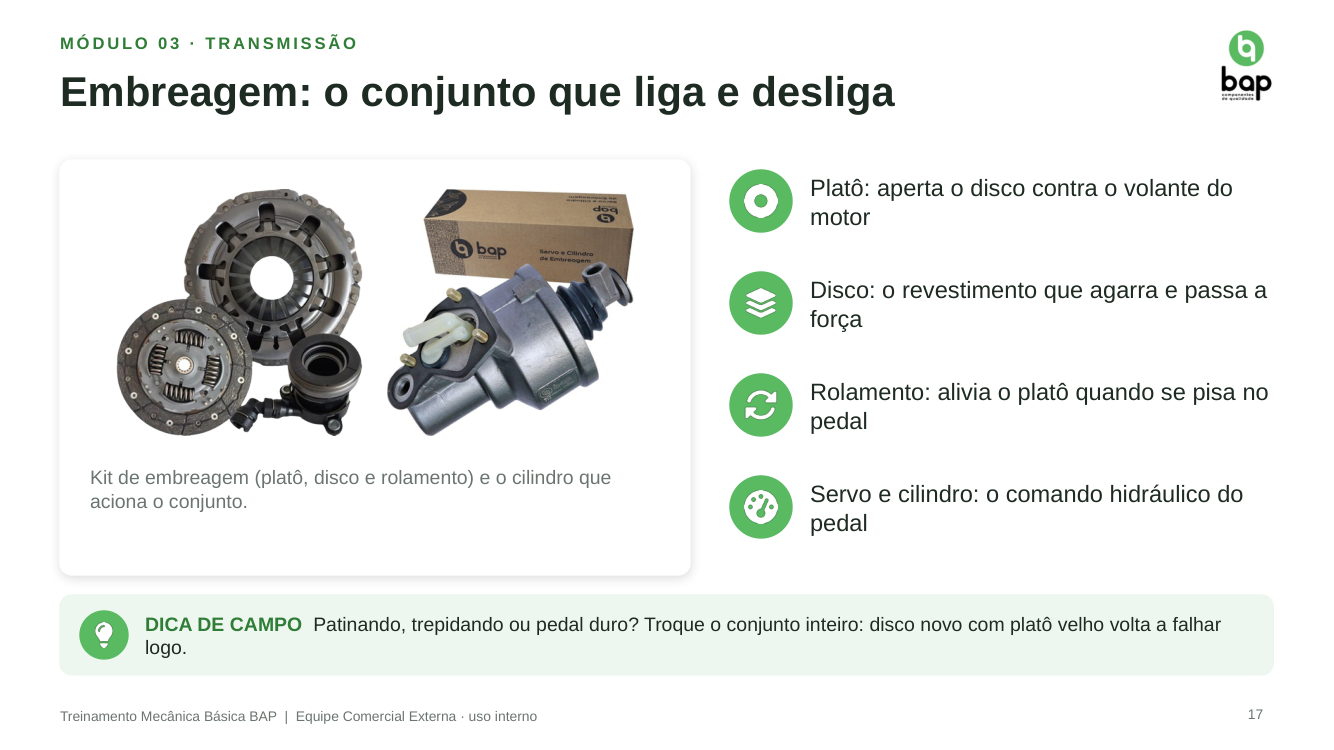 MÓDULO 03 · TRANSMISSÃO
Embreagem: o conjunto que liga e desliga
bap
componentes
de qualidade
bap
Servo e Cilindro
de Embreagem
Platô: aperta o disco contra o volante do
motor
Disco: o revestimento que agarra e passa a
força
Rolamento: alivia o platô quando se pisa no
pedal
Servo e cilindro: o comando hidráulico do
pedal
Kit de embreagem (platô, disco e rolamento) e o cilindro que
aciona o conjunto.
DICA DE CAMPO Patinando, trepidando ou pedal duro? Troque o conjunto inteiro: disco novo com platô velho volta a falhar
logo.
Treinamento Mecânica Básica BAP | Equipe Comercial Externa · uso interno
17